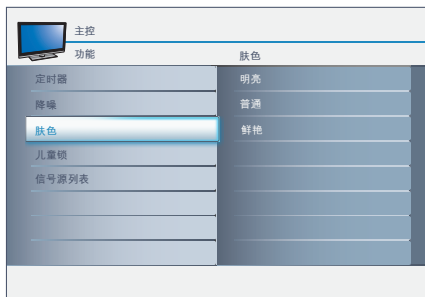 主控
功能 肤色
定时器 明亮
降噪 普通
肤色 鲜艳
儿童锁
信号源列表